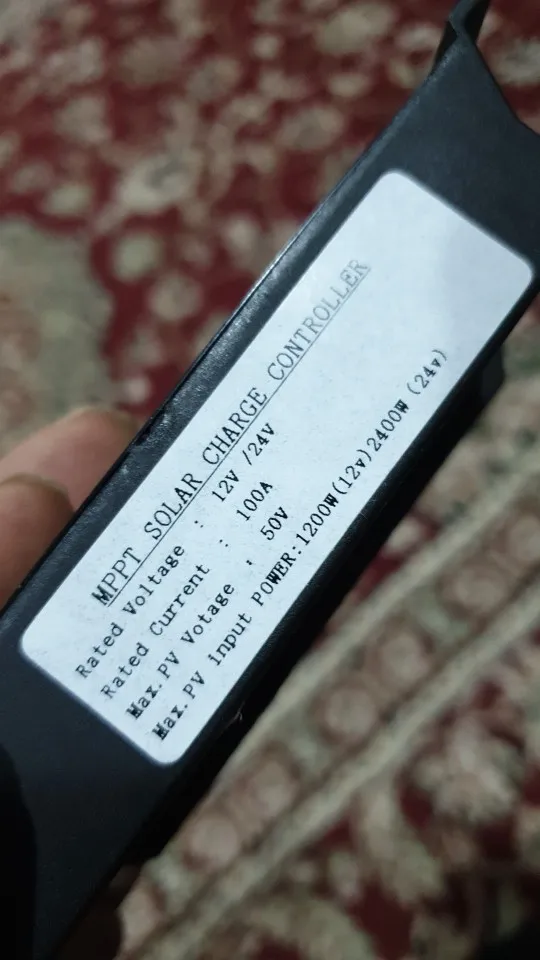 MPPT SOLAR CHARGE CONTROLLER
Rated Voltage : 12V /24V
Rated Current : 100A
Max.PV Votage : 50V
Max.PV input POWER:1200W(12v)2400W (24v)